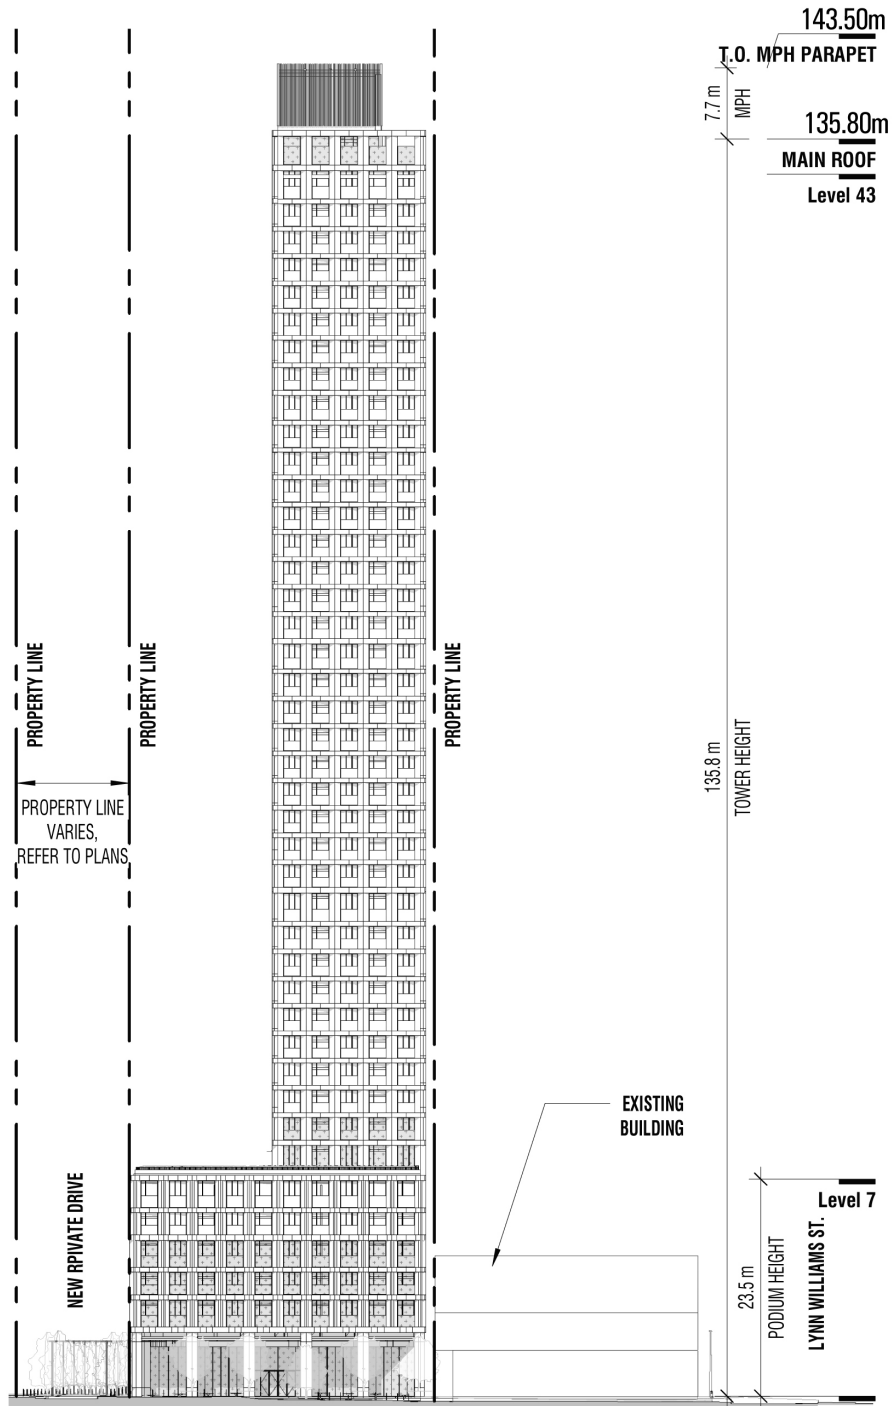 143.50m
T.O. MPH PARAPET
7.7 m
MPH
135.80m
MAIN ROOF
Level 43
PROPERTY LINE
PROPERTY LINE
PROPERTY LINE
135.8 m
TOWER HEIGHT
PROPERTY LINE
VARIES,
REFER TO PLANS
EXISTING
BUILDING
NEW RPIVATE DRIVE
Level 7
23.5 m
PODIUM HEIGHT
LYNN WILLIAMS ST.